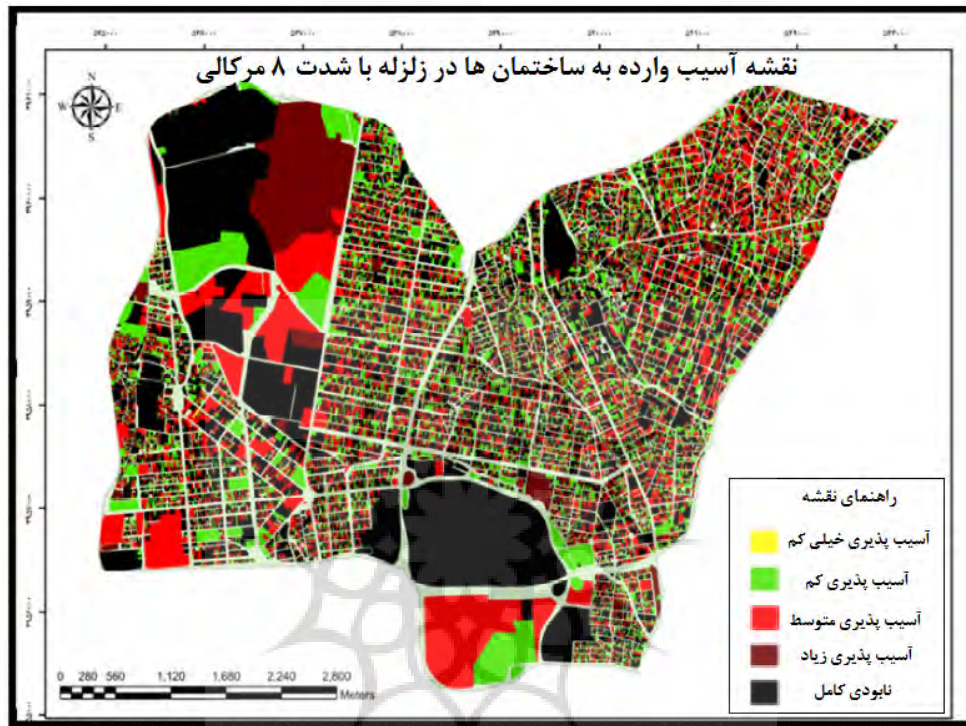 نقشه آسیب وارده به ساختمان ها در زلزله با شدت ۸ مرکالی
N
W E
S
راهنمای نقشه
آسیب پذیری خیلی کم
آسیب پذیری کم
آسیب پذیری متوسط
آسیب پذیری زیاد
نابودی کامل
0 280 560 1,120 1,680 2,240 2,800
Meters